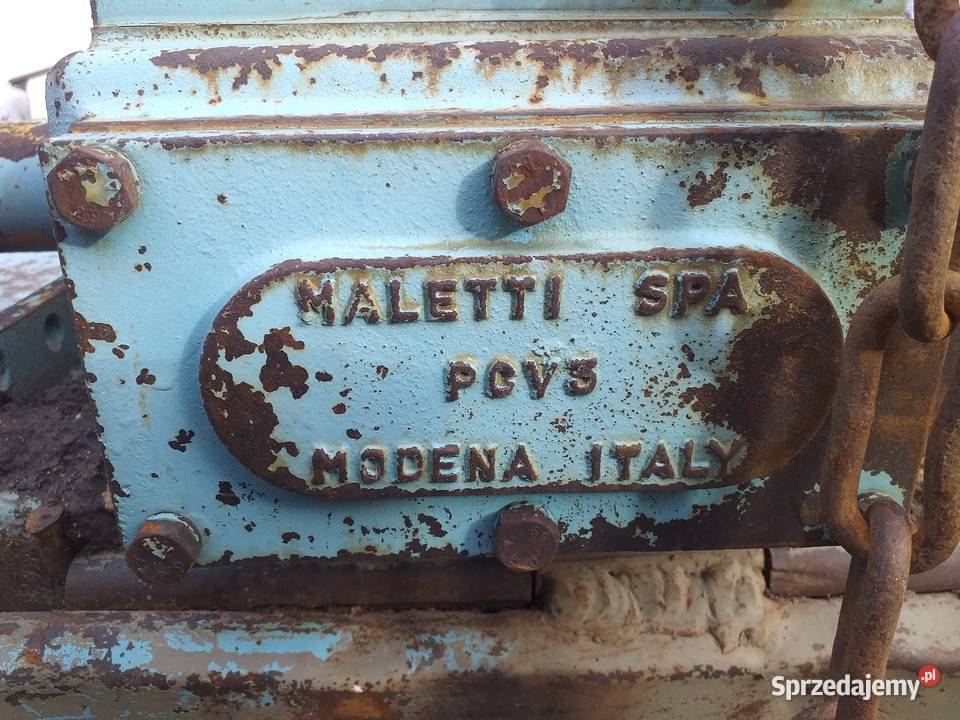 MALETTI SPA
PCV3
MODENA ITALY
Sprzedajemy.pl